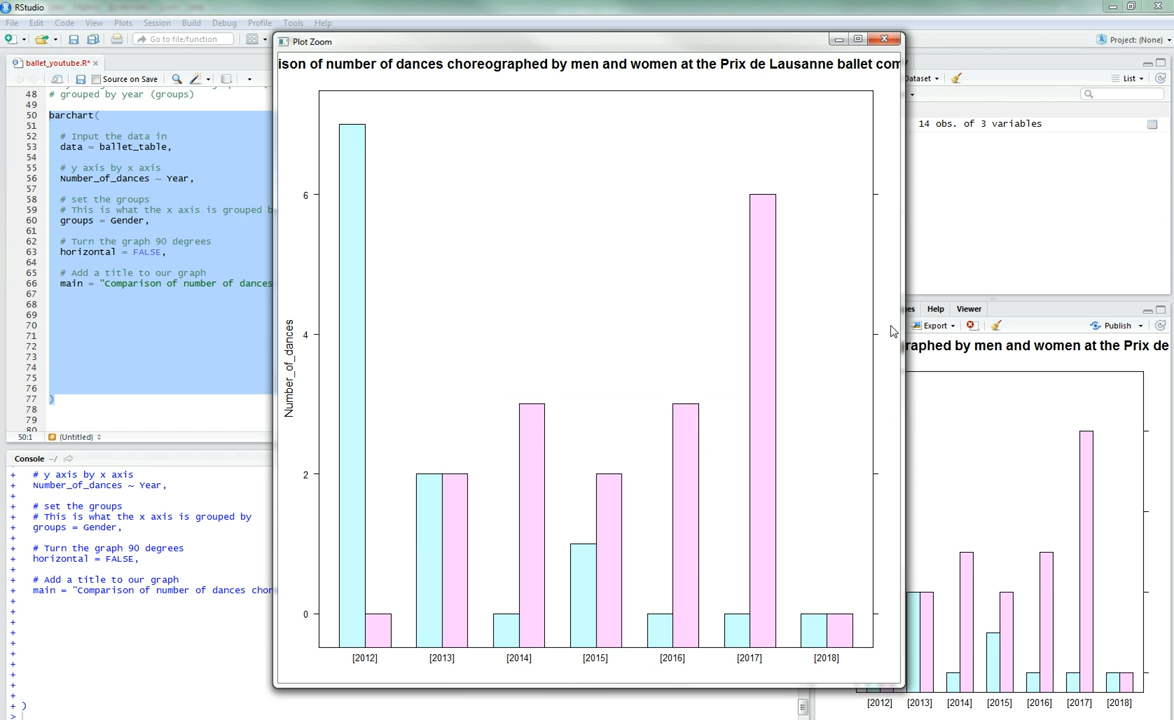 RStudio
File Edit Code View Plots Session Build Debug Profile Tools Help
Go to file/function
Project: (None)
ballet_youtube.R*
Source on Save
48 # grouped by year (groups)
49
50 barchart(
51
52 # Input the data in
53 data = ballet_table,
54
55 # y axis by x axis
56 Number_of_dances ~ Year,
57
58 # set the groups
59 # This is what the x axis is grouped b
60 groups = Gender,
61
62 # Turn the graph 90 degrees
63 horizontal = FALSE,
64
65 # Add a title to our graph
66 main = "Comparison of number of dances
67
68
69
70
71
72
73
74
75
76
77 )
78
79
80
50:1 (Untitled)
Console ~/
+ # y axis by x axis
+ Number_of_dances ~ Year,
+
+ # set the groups
+ # This is what the x axis is grouped by
+ groups = Gender,
+
+ # Turn the graph 90 degrees
+ horizontal = FALSE,
+
+ # Add a title to our graph
+ main = "Comparison of number of dances chor
+
+
+
+
+
+
+
+
+
+
+ )
>
Plot Zoom
ison of number of dances choreographed by men and women at the Prix de Lausanne ballet com
Number_of_dances
6
4
2
0
[2012] [2013] [2014] [2015] [2016] [2017] [2018]
Dataset
List
14 obs. of 3 variables
Help Viewer
Export
Publish
raphed by men and women at the Prix de
[2012] [2013] [2014] [2015] [2016] [2017] [2018]